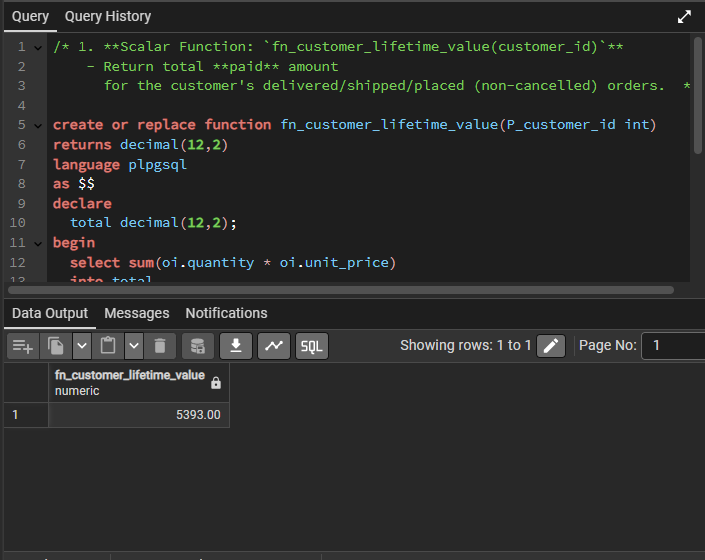 Query Query History
1 /* 1. **Scalar Function: `fn_customer_lifetime_value(customer_id)`**
2 - Return total **paid** amount
3 for the customer's delivered/shipped/placed (non-cancelled) orders. *
4
5 create or replace function fn_customer_lifetime_value(P_customer_id int)
6 returns decimal(12,2)
7 language plpgsql
8 as $$
9 declare
10 total decimal(12,2);
11 begin
12 select sum(oi.quantity * oi.unit_price)
13 into total
Data Output Messages Notifications
SQL Showing rows: 1 to 1 Page No: 1
fn_customer_lifetime_value
numeric
1 5393.00